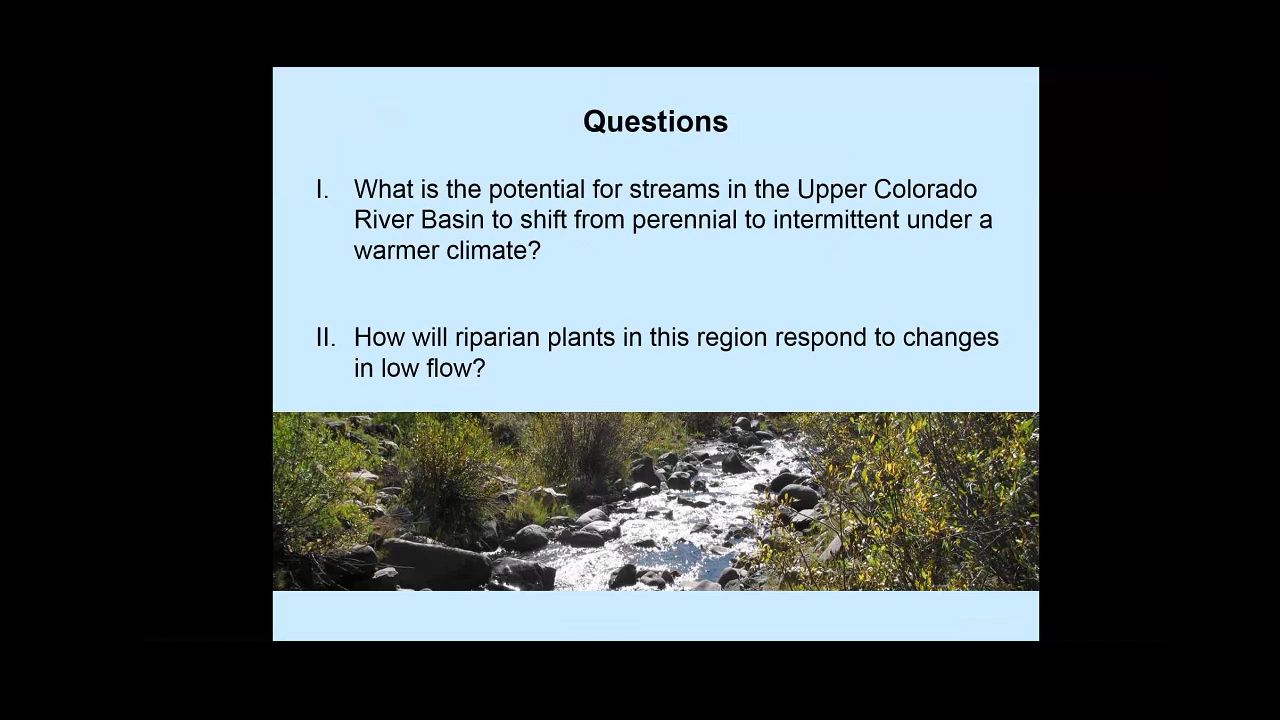 Questions
I. What is the potential for streams in the Upper Colorado
River Basin to shift from perennial to intermittent under a
warmer climate?
II. How will riparian plants in this region respond to changes
in low flow?